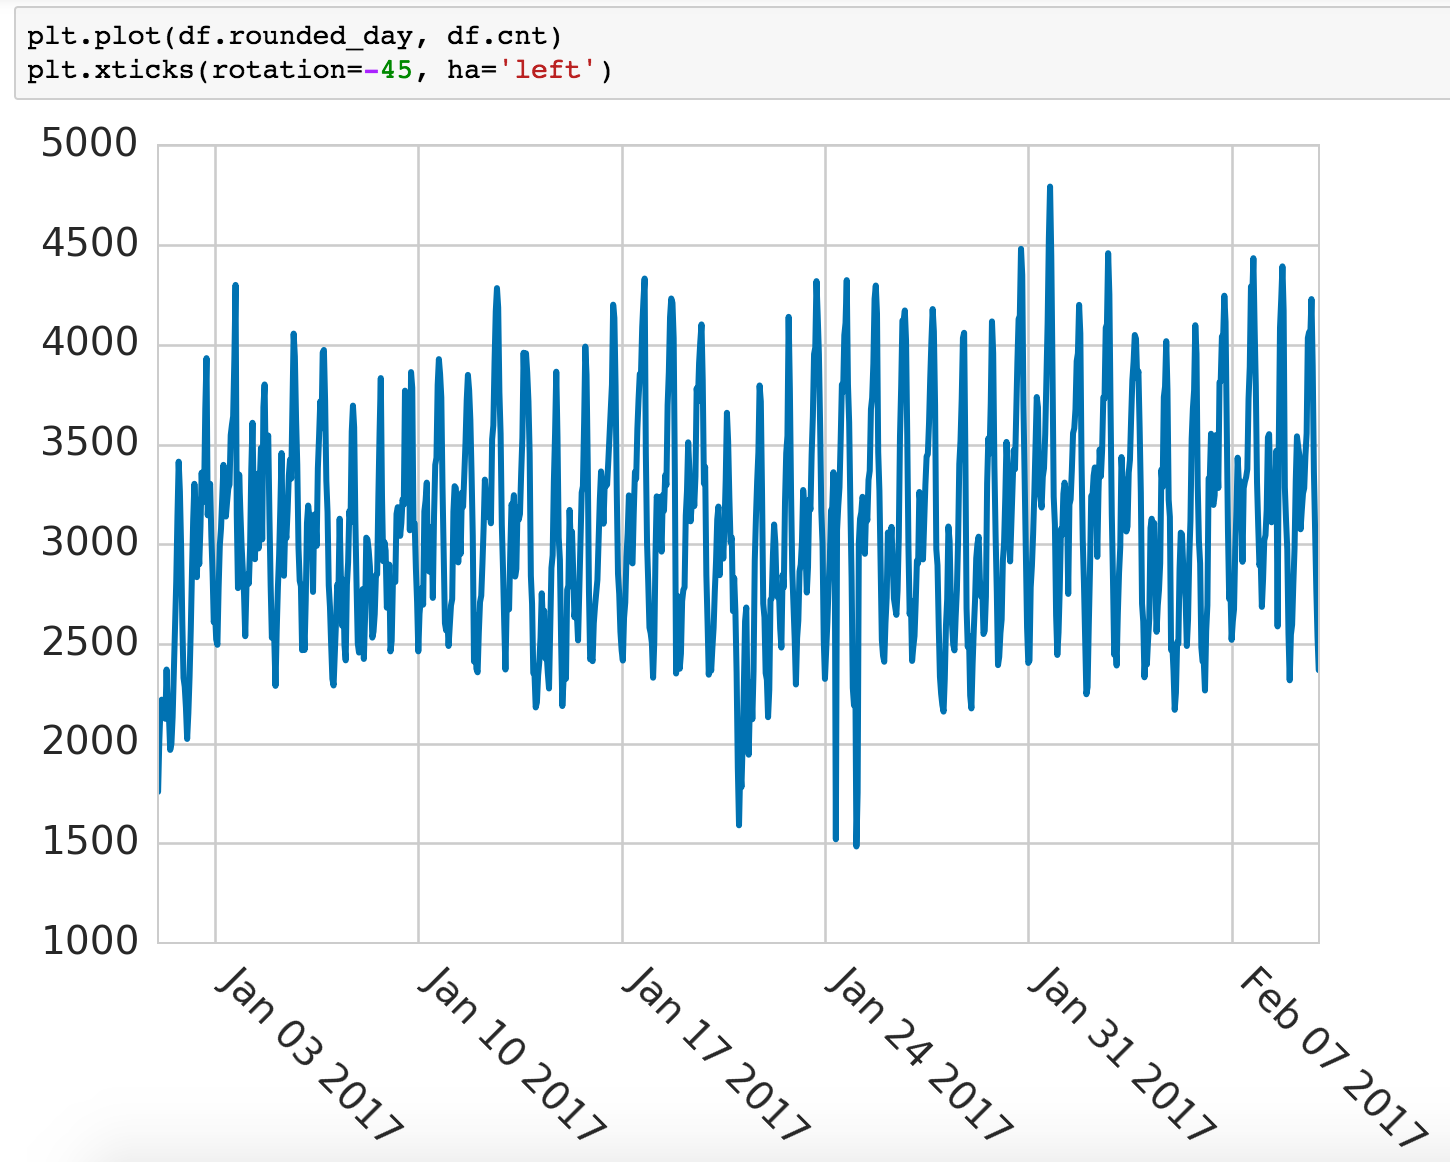 plt.plot(df.rounded_day, df.cnt)
plt.xticks(rotation=-45, ha='left')
5000
4500
4000
3500
3000
2500
2000
1500
1000
Jan 03 2017
Jan 10 2017
Jan 17 2017
Jan 24 2017
Jan 31 2017
Feb 07 2017